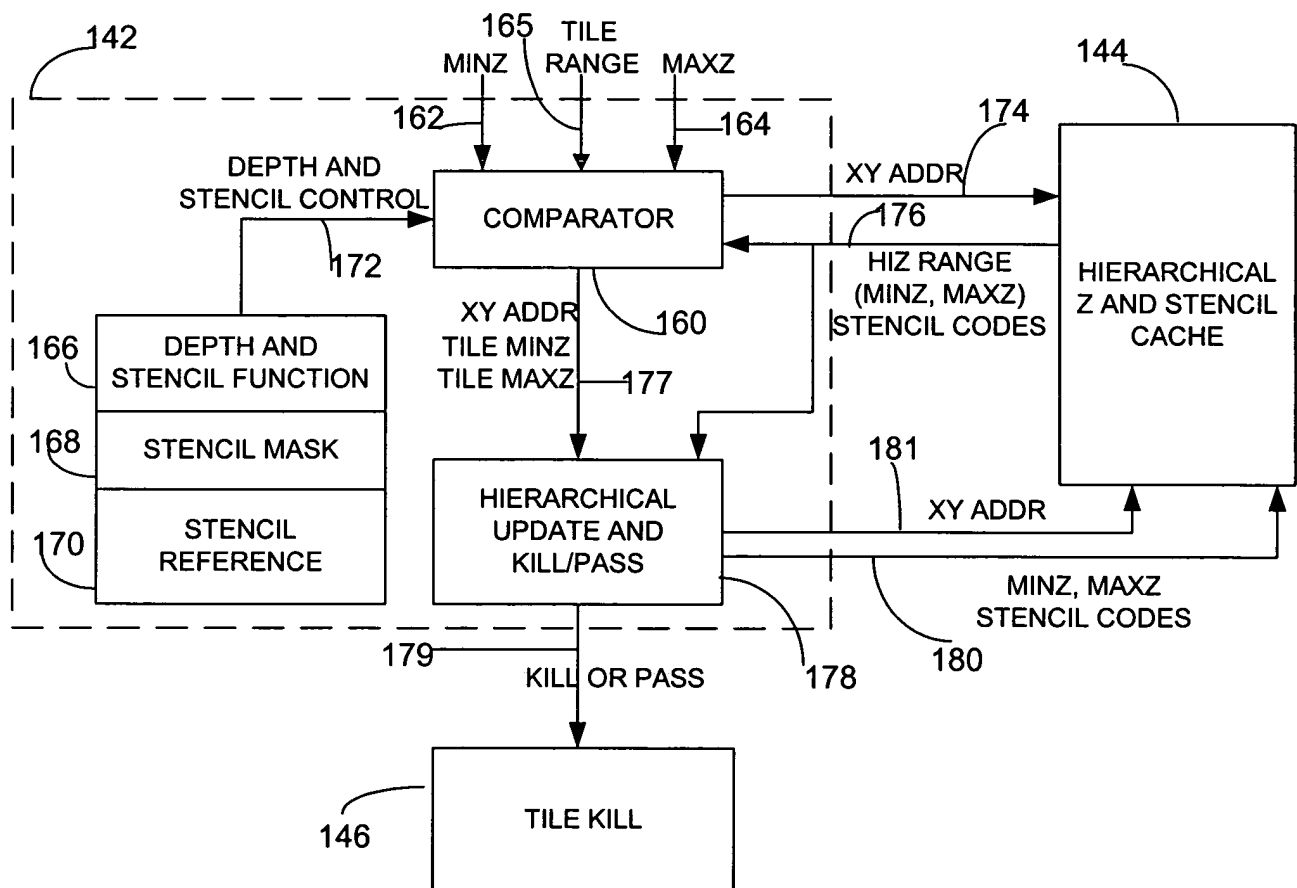 142
165
TILE
RANGE
MINZ
MAXZ
144
162
164
174
DEPTH AND
STENCIL CONTROL
XY ADDR
COMPARATOR
176
172
HIZ RANGE
(MINZ, MAXZ)
STENCIL CODES
HIERARCHICAL
Z AND STENCIL
CACHE
XY ADDR
TILE MINZ
TILE MAXZ
160
177
166
DEPTH AND
STENCIL FUNCTION
168
STENCIL MASK
170
STENCIL
REFERENCE
HIERARCHICAL
UPDATE AND
KILL/PASS
181
XY ADDR
MINZ, MAXZ
STENCIL CODES
180
179
KILL OR PASS
178
TILE KILL
146